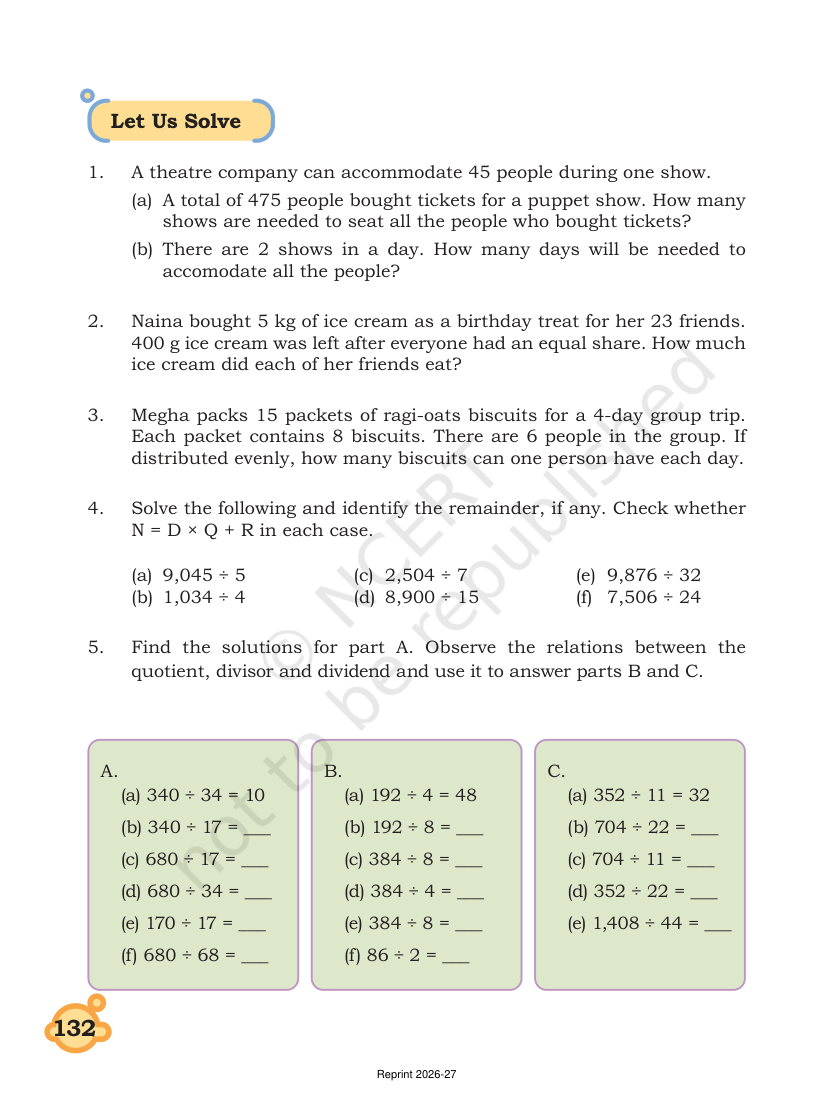 Let Us Solve
1. A theatre company can accommodate 45 people during one show.
(a) A total of 475 people bought tickets for a puppet show. How many
shows are needed to seat all the people who bought tickets?
(b) There are 2 shows in a day. How many days will be needed to
accomodate all the people?
2. Naina bought 5 kg of ice cream as a birthday treat for her 23 friends.
400 g ice cream was left after everyone had an equal share. How much
ice cream did each of her friends eat?
3. Megha packs 15 packets of ragi-oats biscuits for a 4-day group trip.
Each packet contains 8 biscuits. There are 6 people in the group. If
distributed evenly, how many biscuits can one person have each day.
4. Solve the following and identify the remainder, if any. Check whether
N = D × Q + R in each case.
(a) 9,045 ÷ 5 (c) 2,504 ÷ 7 (e) 9,876 ÷ 32
(b) 1,034 ÷ 4 (d) 8,900 ÷ 15 (f) 7,506 ÷ 24
5. Find the solutions for part A. Observe the relations between the
quotient, divisor and dividend and use it to answer parts B and C.
A.
(a) 340 ÷ 34 = 10
(b) 340 ÷ 17 = ___
(c) 680 ÷ 17 = ___
(d) 680 ÷ 34 = ___
(e) 170 ÷ 17 = ___
(f) 680 ÷ 68 = ___
B.
(a) 192 ÷ 4 = 48
(b) 192 ÷ 8 = ___
(c) 384 ÷ 8 = ___
(d) 384 ÷ 4 = ___
(e) 384 ÷ 8 = ___
(f) 86 ÷ 2 = ___
C.
(a) 352 ÷ 11 = 32
(b) 704 ÷ 22 = ___
(c) 704 ÷ 11 = ___
(d) 352 ÷ 22 = ___
(e) 1,408 ÷ 44 = ___
© NCERT
not to be republished
132
Reprint 2026-27